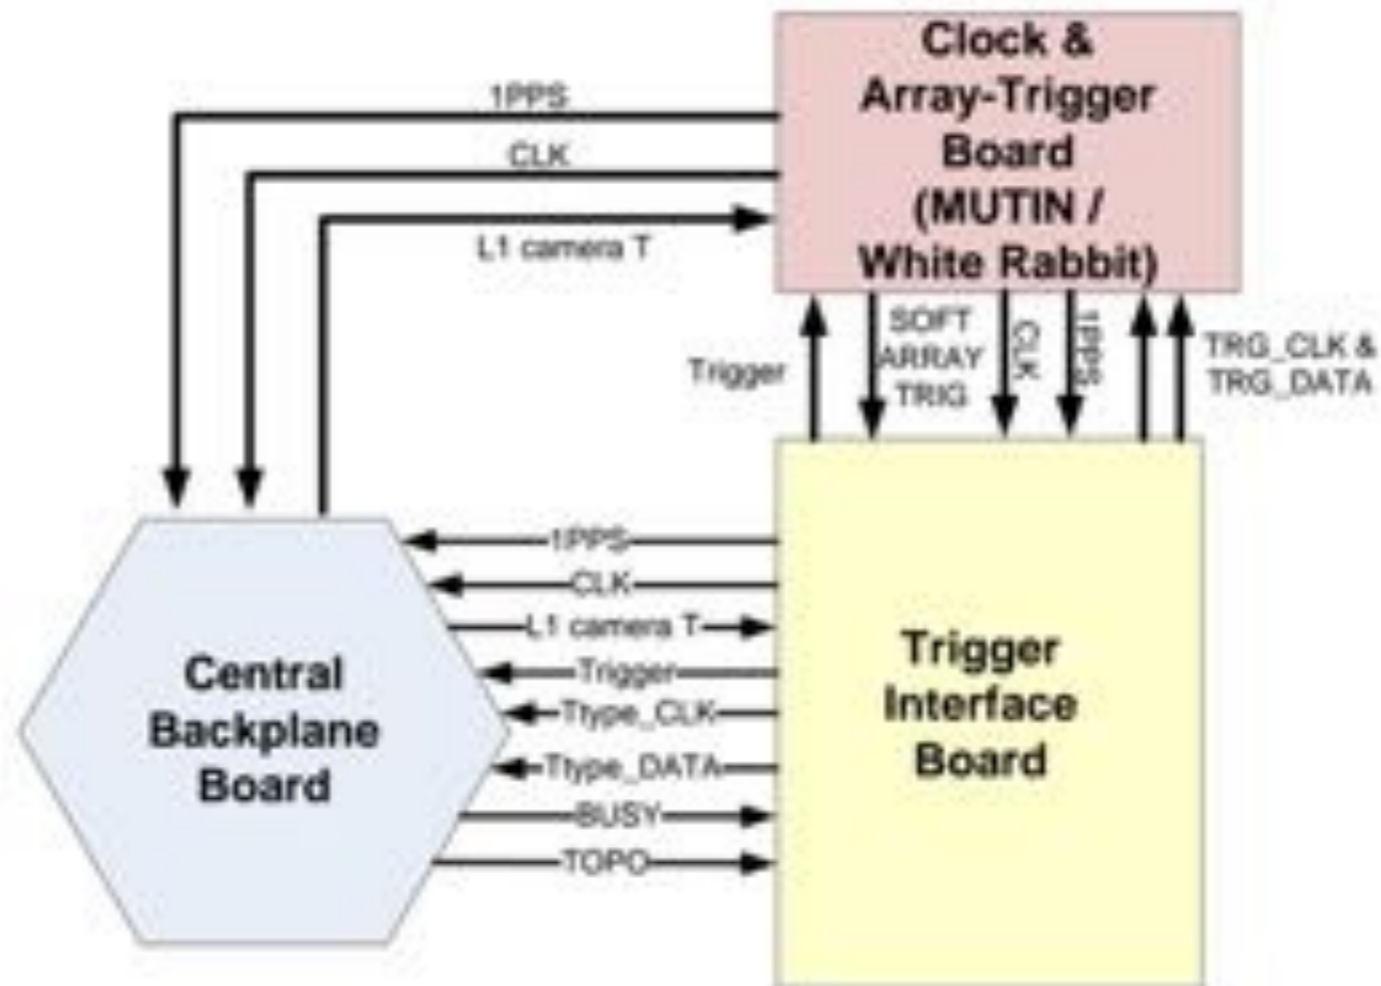 Clock &
Array-Trigger
Board
(MUTIN /
White Rabbit)
1PPS
CLK
L1 camera T
Trigger
SOFT
ARRAY
TRIG
CLK
1PPS
TRG_CLK &
TRG_DATA
1PPS
CLK
L1 camera T
Trigger
Ttype_CLK
Ttype_DATA
BUSY
TOPO
Central
Backplane
Board
Trigger
Interface
Board